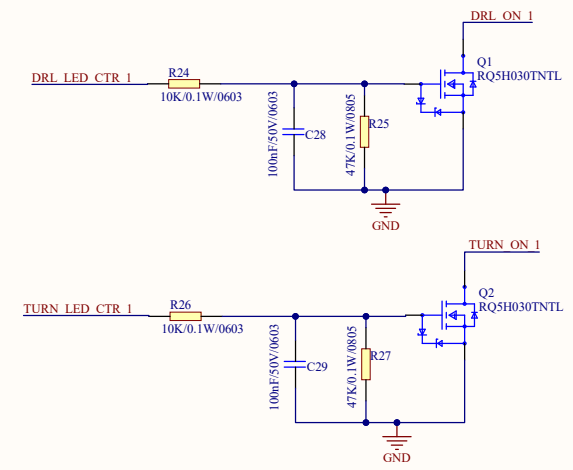 DRL_ON_1
Q1
RQ5H030TNTL
R24
DRL_LED_CTR_1
10K/0.1W/0603
100nF/50V/0603
C28
47K/0.1W/0805
R25
GND
TURN_ON_1
Q2
RQ5H030TNTL
R26
TURN_LED_CTR_1
10K/0.1W/0603
100nF/50V/0603
C29
47K/0.1W/0805
R27
GND